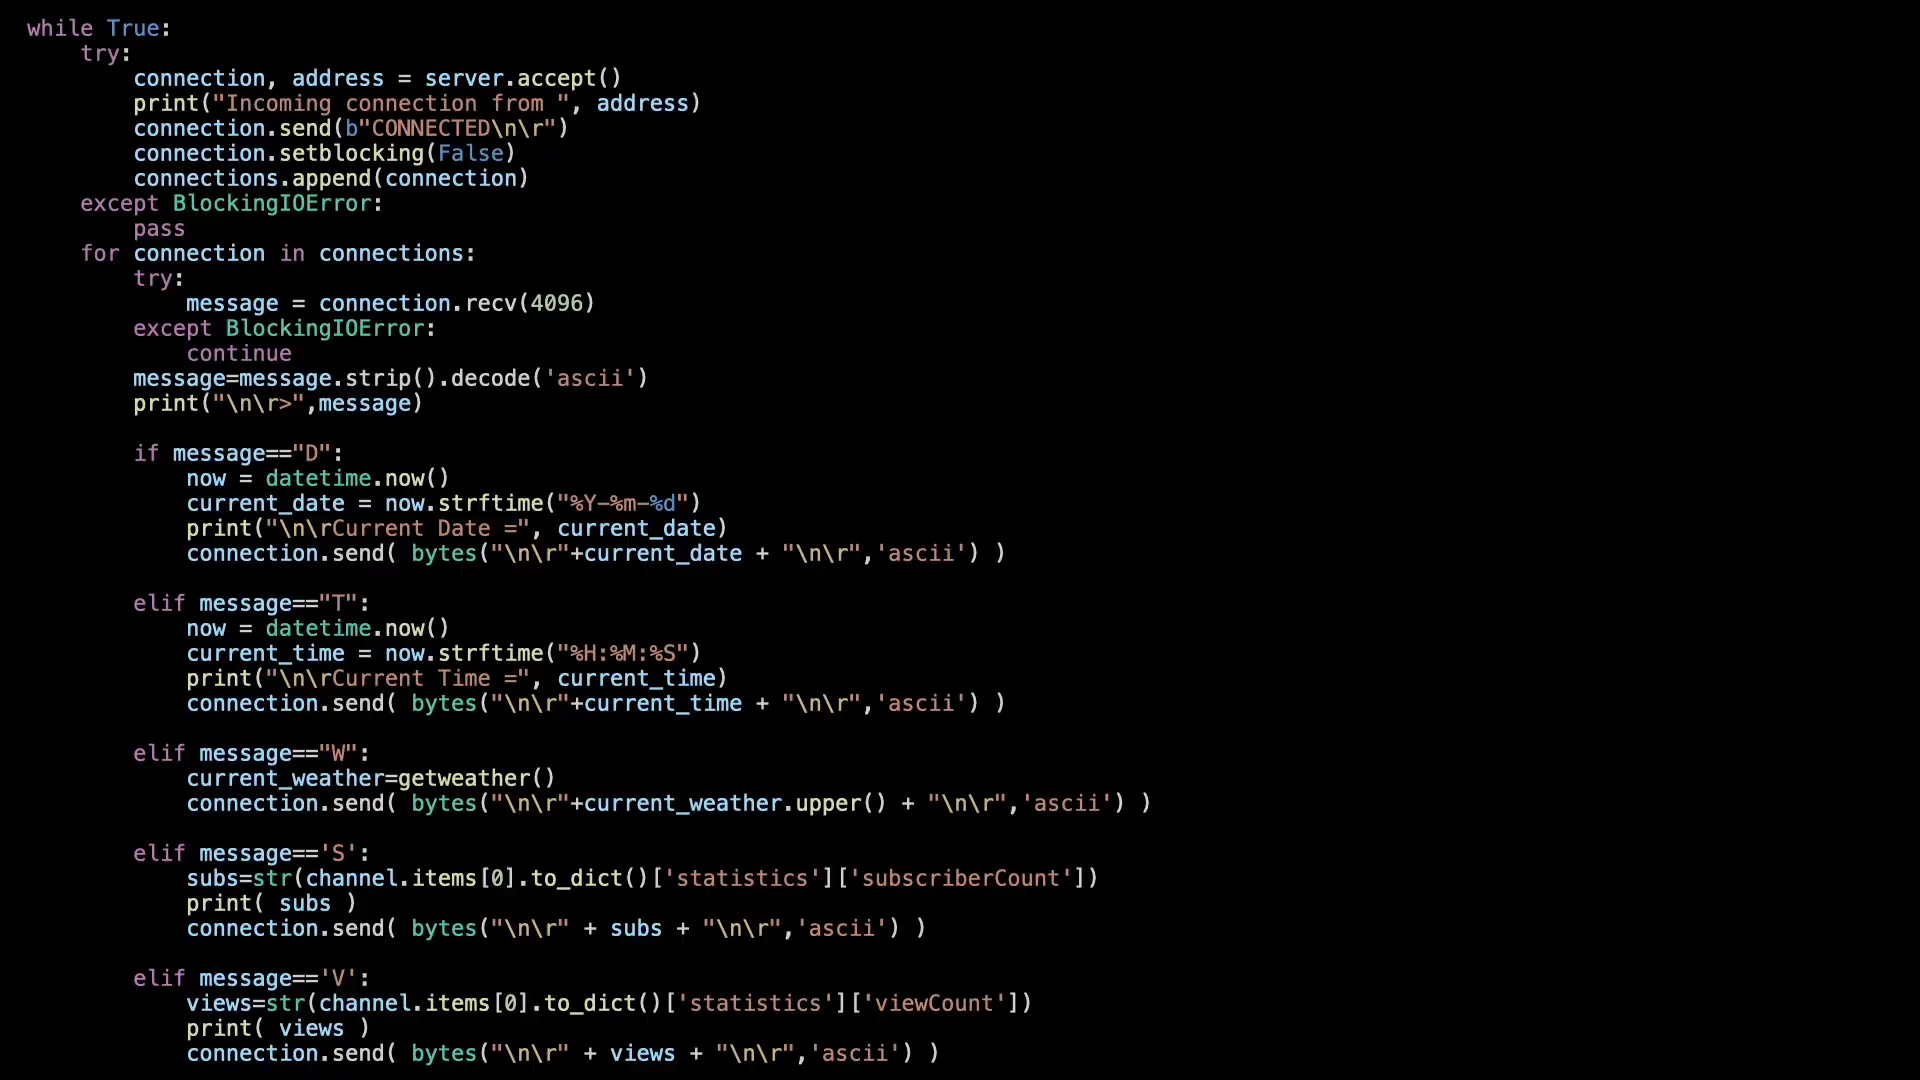 while True:
    try:
        connection, address = server.accept()
        print("Incoming connection from ", address)
        connection.send(b"CONNECTED\n\r")
        connection.setblocking(False)
        connections.append(connection)
    except BlockingIOError:
        pass
    for connection in connections:
        try:
            message = connection.recv(4096)
        except BlockingIOError:
            continue
        message=message.strip().decode('ascii')
        print("\n\r>",message)

        if message=="D":
            now = datetime.now()
            current_date = now.strftime("%Y-%m-%d")
            print("\n\rCurrent Date =", current_date)
            connection.send( bytes("\n\r"+current_date + "\n\r",'ascii') )

        elif message=="T":
            now = datetime.now()
            current_time = now.strftime("%H:%M:%S")
            print("\n\rCurrent Time =", current_time)
            connection.send( bytes("\n\r"+current_time + "\n\r",'ascii') )

        elif message=="W":
            current_weather=getweather()
            connection.send( bytes("\n\r"+current_weather.upper() + "\n\r",'ascii') )

        elif message=='S':
            subs=str(channel.items[0].to_dict()['statistics']['subscriberCount'])
            print( subs )
            connection.send( bytes("\n\r" + subs + "\n\r",'ascii') )

        elif message=='V':
            views=str(channel.items[0].to_dict()['statistics']['viewCount'])
            print( views )
            connection.send( bytes("\n\r" + views + "\n\r",'ascii') )